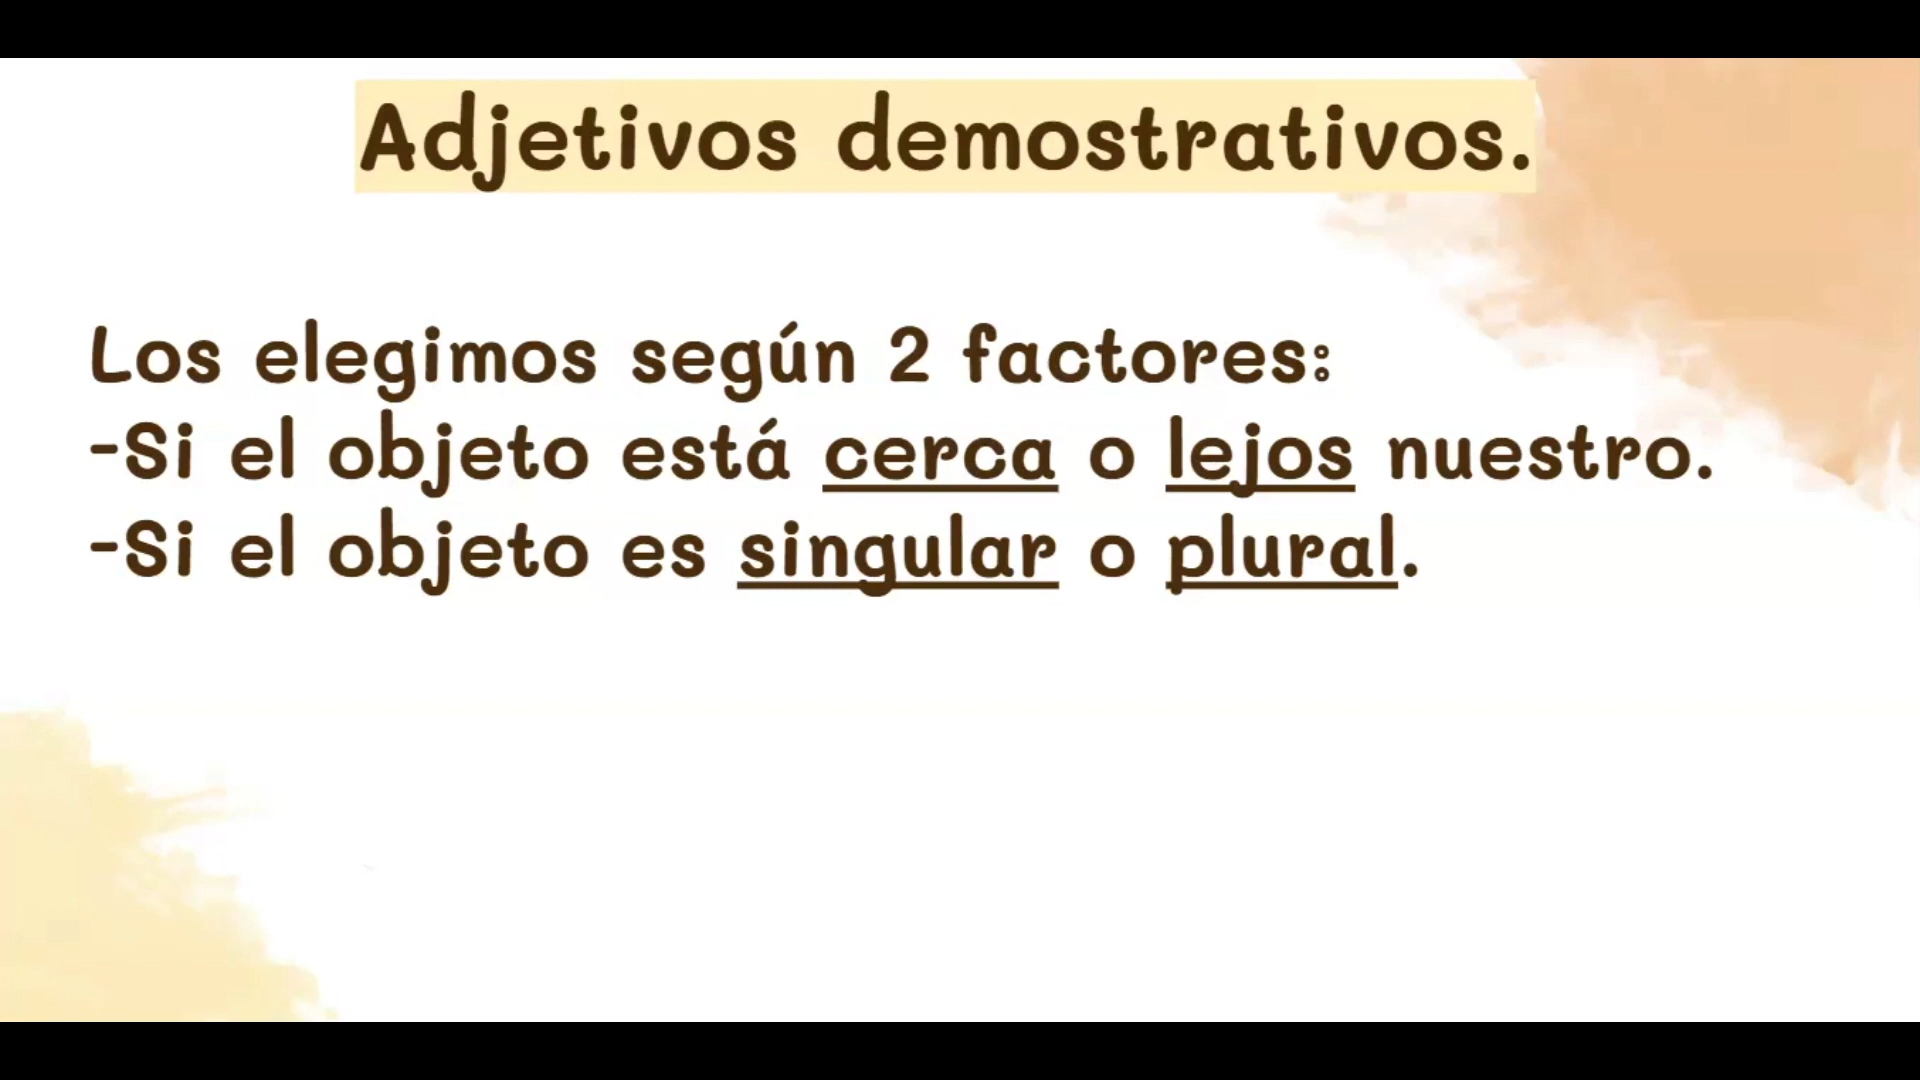 Adjetivos demostrativos.
Los elegimos según 2 factores:
-Si el objeto está cerca o lejos nuestro.
-Si el objeto es singular o plural.